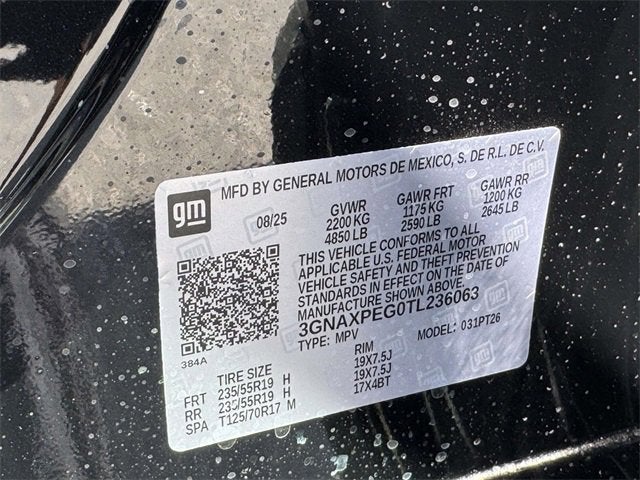 gm
MFD BY GENERAL MOTORS DE MEXICO, S. DE R.L. DE C.V.
08/25 GVWR GAWR FRT GAWR RR
2200 KG 1175 KG 1200 KG
4850 LB 2590 LB 2645 LB
THIS VEHICLE CONFORMS TO ALL
APPLICABLE U.S. FEDERAL MOTOR
VEHICLE SAFETY AND THEFT PREVENTION
STANDARDS IN EFFECT ON THE DATE OF
MANUFACTURE SHOWN ABOVE.
3GNAXPEG0TL236063
TYPE: MPV MODEL: 031PT26
384A
TIRE SIZE RIM
FRT 235/55R19 H 19X7.5J
RR 235/55R19 H 19X7.5J
SPA T125/70R17 M 17X4BT